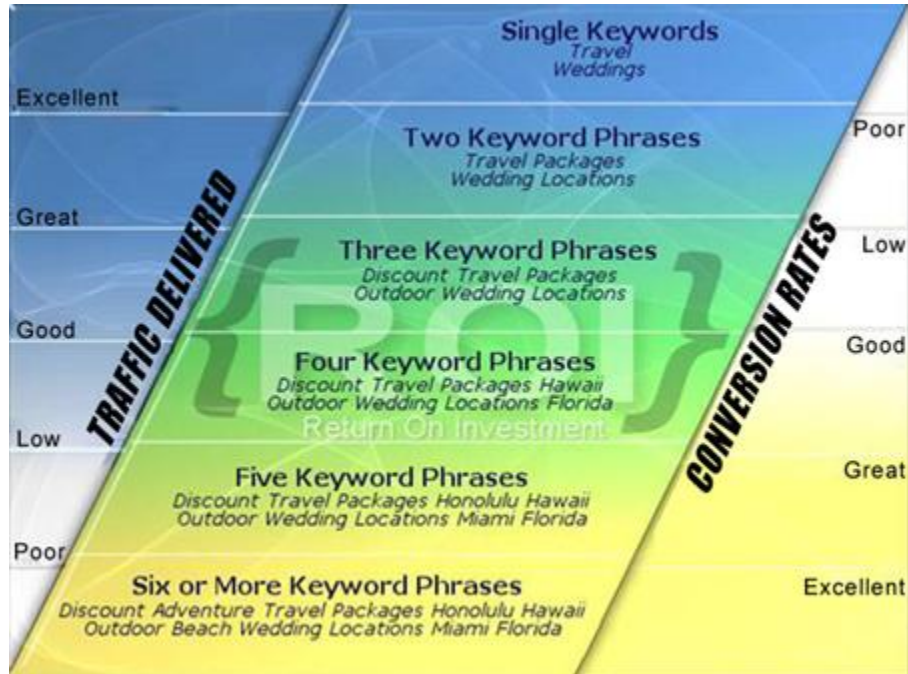 Single Keywords
Travel
Weddings
Excellent
Poor
Two Keyword Phrases
Travel Packages
Wedding Locations
Great
TRAFFIC DELIVERED
Low
Three Keyword Phrases
Discount Travel Packages
Outdoor Wedding Locations
{ROI}
Return On Investment
CONVERSION RATES
Good
Good
Four Keyword Phrases
Discount Travel Packages Hawaii
Outdoor Wedding Locations Florida
Low
Great
Five Keyword Phrases
Discount Travel Packages Honolulu Hawaii
Outdoor Wedding Locations Miami Florida
Poor
Excellent
Six or More Keyword Phrases
Discount Adventure Travel Packages Honolulu Hawaii
Outdoor Beach Wedding Locations Miami Florida